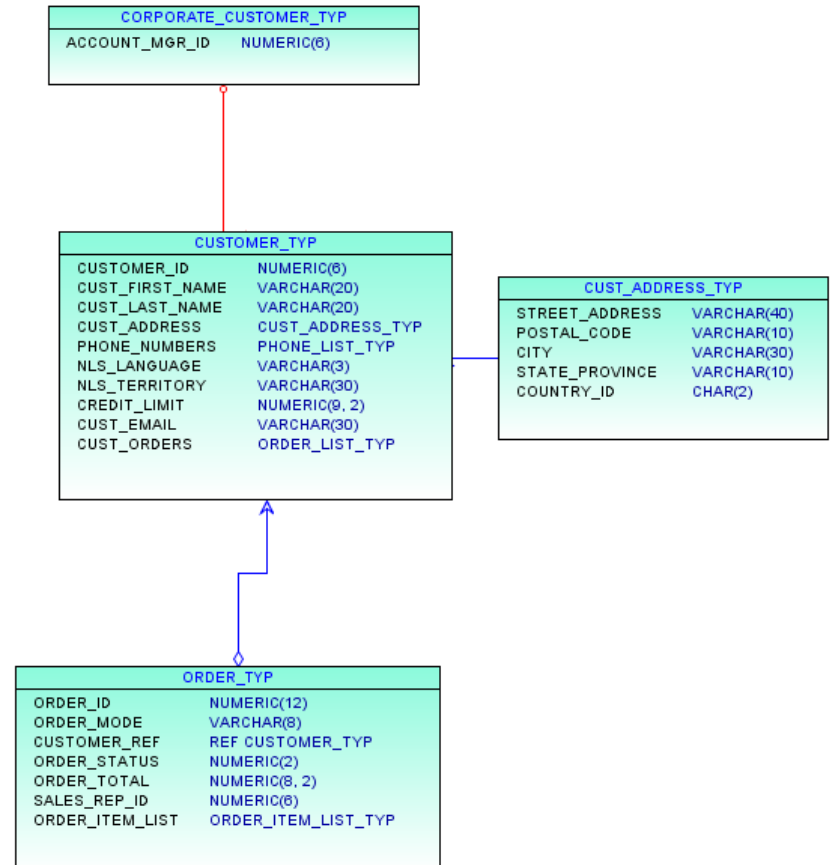 CORPORATE_CUSTOMER_TYP
ACCOUNT_MGR_ID NUMERIC(6)
CUSTOMER_TYP
CUSTOMER_ID NUMERIC(6)
CUST_FIRST_NAME VARCHAR(20)
CUST_LAST_NAME VARCHAR(20)
CUST_ADDRESS CUST_ADDRESS_TYP
PHONE_NUMBERS PHONE_LIST_TYP
NLS_LANGUAGE VARCHAR(3)
NLS_TERRITORY VARCHAR(30)
CREDIT_LIMIT NUMERIC(9, 2)
CUST_EMAIL VARCHAR(30)
CUST_ORDERS ORDER_LIST_TYP
CUST_ADDRESS_TYP
STREET_ADDRESS VARCHAR(40)
POSTAL_CODE VARCHAR(10)
CITY VARCHAR(30)
STATE_PROVINCE VARCHAR(10)
COUNTRY_ID CHAR(2)
ORDER_TYP
ORDER_ID NUMERIC(12)
ORDER_MODE VARCHAR(8)
CUSTOMER_REF REF CUSTOMER_TYP
ORDER_STATUS NUMERIC(2)
ORDER_TOTAL NUMERIC(8, 2)
SALES_REP_ID NUMERIC(6)
ORDER_ITEM_LIST ORDER_ITEM_LIST_TYP